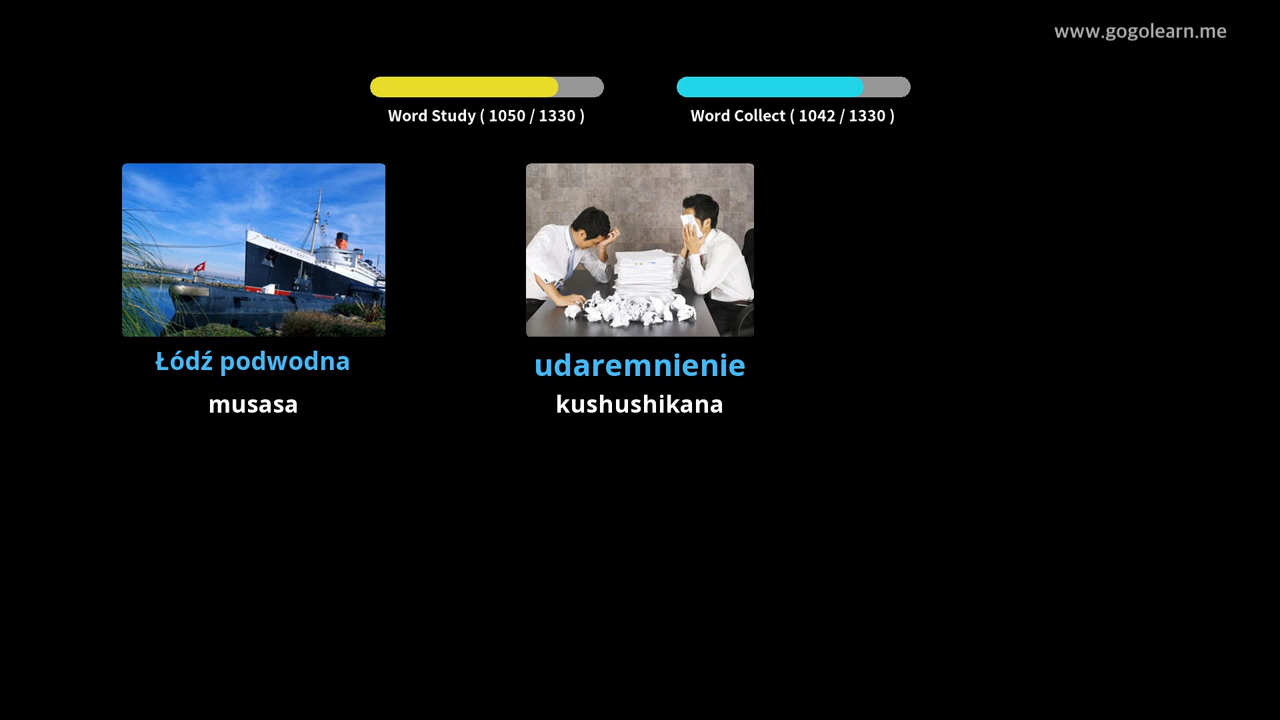 www.gogolearn.me
Word Study ( 1050 / 1330 )
Word Collect ( 1042 / 1330 )
Łódź podwodna
musasa
udaremnienie
kushushikana